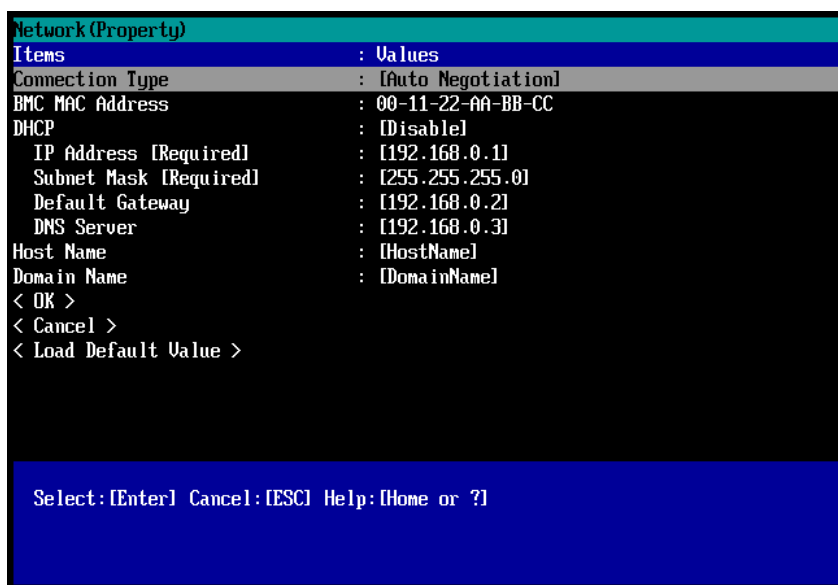 Network(Property)
Items : Values
Connection Type : [Auto Negotiation]
BMC MAC Address : 00-11-22-AA-BB-CC
DHCP : [Disable]
IP Address [Required] : [192.168.0.1]
Subnet Mask [Required] : [255.255.255.0]
Default Gateway : [192.168.0.2]
DNS Server : [192.168.0.3]
Host Name : [HostName]
Domain Name : [DomainName]
< OK >
< Cancel >
< Load Default Value >
Select:[Enter] Cancel:[ESC] Help:[Home or ?]